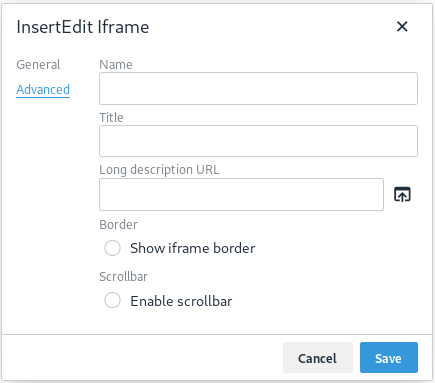 InsertEdit Iframe
General
Advanced
Name
Title
Long description URL
Border
Show iframe border
Scrollbar
Enable scrollbar
Cancel
Save